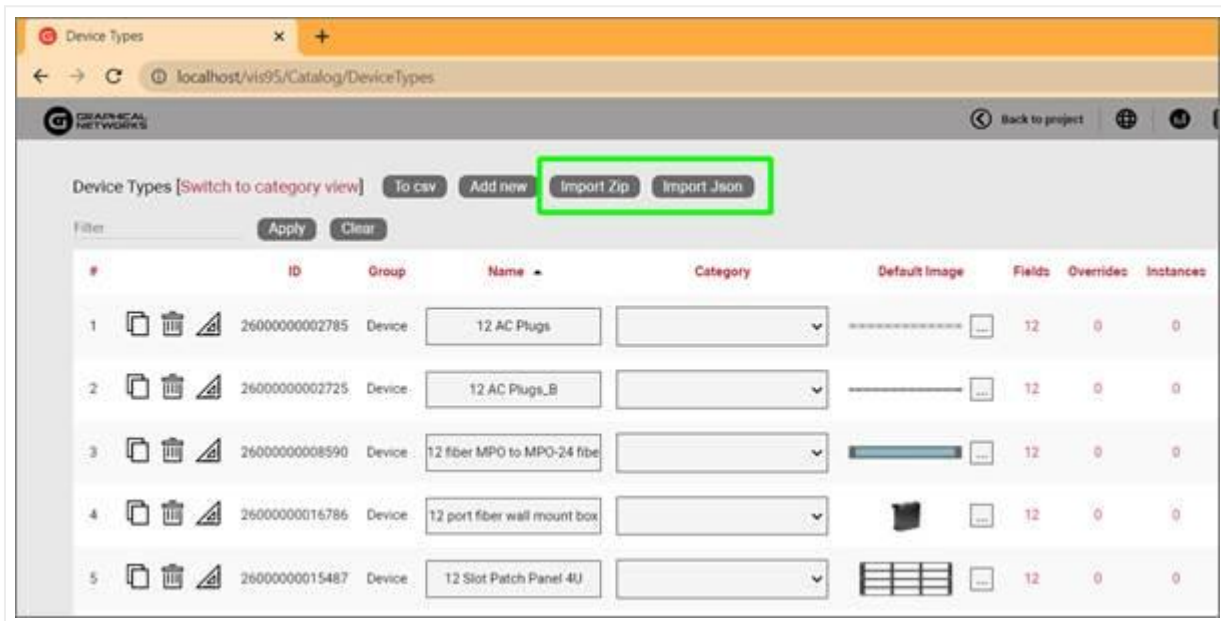 Device Types
localhost/vis95/Catalog/DeviceTypes
GRAPHICAL
NETWORKS
Back to project
Device Types [Switch to category view] To csv Add new Import Zip Import Json
Filter Apply Clear
# ID Group Name Category Default Image Fields Overrides Instances
1 26000000002785 Device 12 AC Plugs ... 12 0 0
2 26000000002725 Device 12 AC Plugs_B ... 12 0 0
3 26000000008590 Device 12 fiber MPO to MPO-24 fibe ... 12 0 0
4 26000000016786 Device 12 port fiber wall mount box ... 12 0 0
5 26000000015487 Device 12 Slot Patch Panel 4U ... 12 0 0